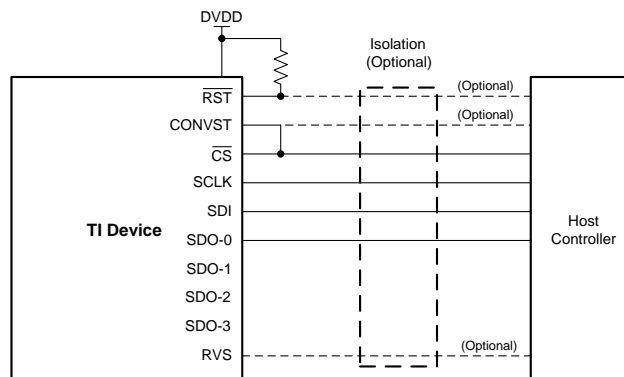 DVDD
Isolation
(Optional)
RST
(Optional)
CONVST
(Optional)
CS
SCLK
SDI
TI Device
SDO-0
Host
Controller
SDO-1
SDO-2
SDO-3
RVS
(Optional)